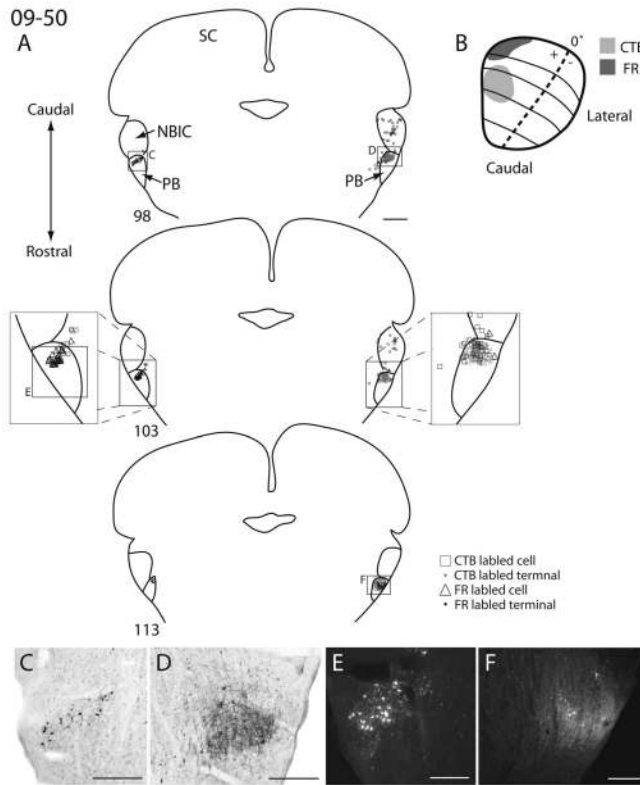 09-50
A
SC
B
0°
+
-
CTB
FR
Lateral
Caudal
Caudal
Rostral
NBIC
C
PB
D
PB
98
E
103
F
113
CTB labled cell
CTB labled termnal
FR labled cell
FR labled terminal
C
D
E
F